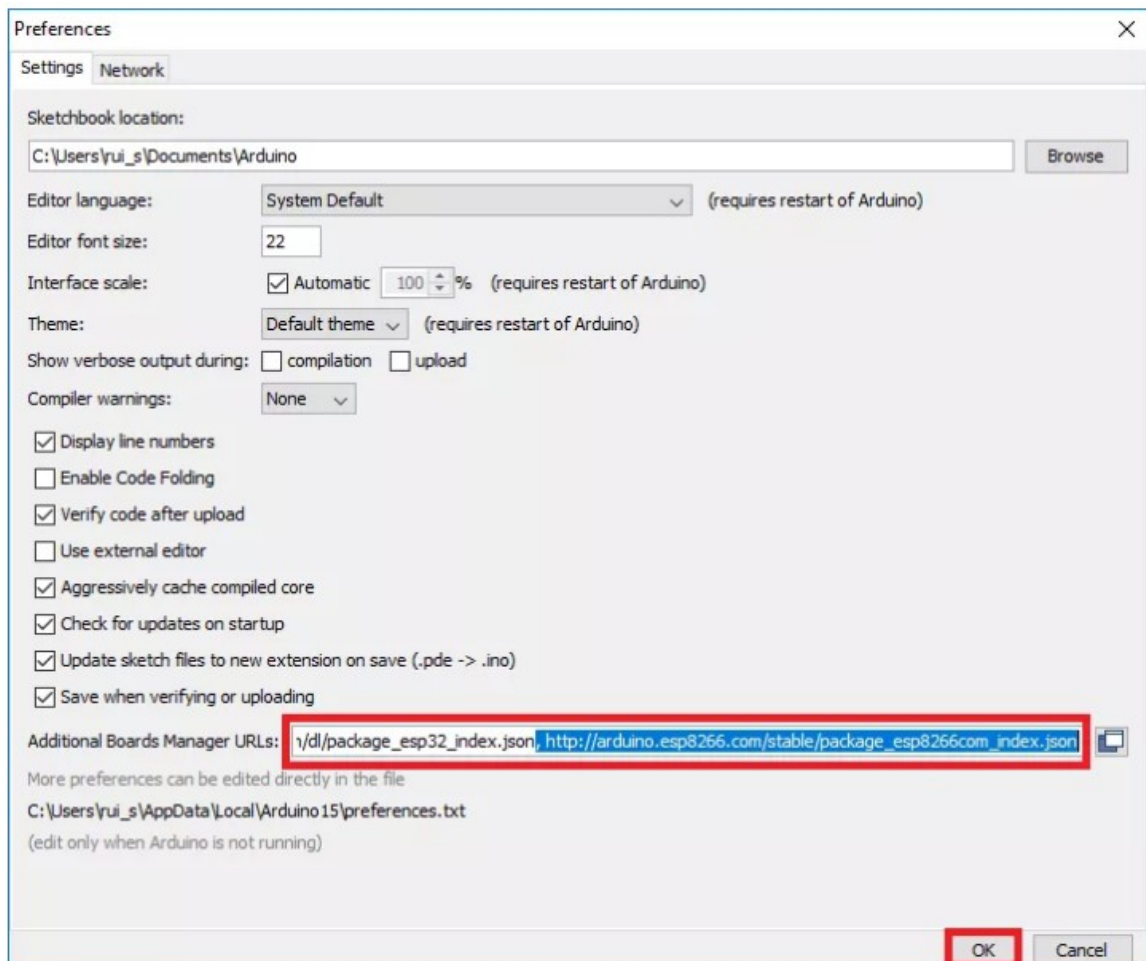 Preferences
Settings Network
Sketchbook location:
C:\Users\rui_s\Documents\Arduino Browse
Editor language: System Default (requires restart of Arduino)
Editor font size: 22
Interface scale: Automatic 100 % (requires restart of Arduino)
Theme: Default theme (requires restart of Arduino)
Show verbose output during: compilation upload
Compiler warnings: None
Display line numbers
Enable Code Folding
Verify code after upload
Use external editor
Aggressively cache compiled core
Check for updates on startup
Update sketch files to new extension on save (.pde -> .ino)
Save when verifying or uploading
Additional Boards Manager URLs: /dl/package_esp32_index.json, http://arduino.esp8266.com/stable/package_esp8266com_index.json
More preferences can be edited directly in the file
C:\Users\rui_s\AppData\Local\Arduino15\preferences.txt
(edit only when Arduino is not running)
OK Cancel